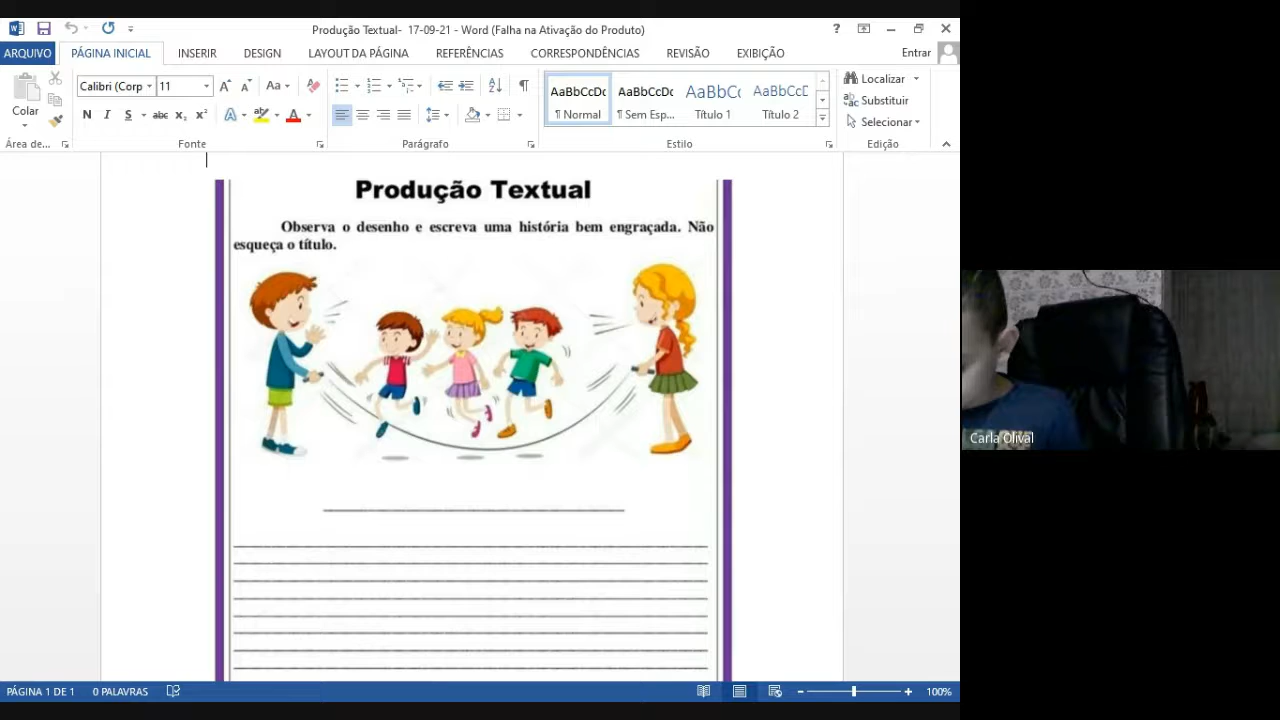 Produção Textual- 17-09-21 - Word (Falha na Ativação do Produto)
?
ARQUIVO PÁGINA INICIAL INSERIR DESIGN LAYOUT DA PÁGINA REFERÊNCIAS CORRESPONDÊNCIAS REVISÃO EXIBIÇÃO Entrar
Colar
Calibri (Corp 11 Aa
N I S abc x₂ x² A ab A
AaBbCcDc AaBbCcDc AaBbCc AaBbCcD
¶ Normal ¶ Sem Esp... Título 1 Título 2
Localizar
Substituir
Selecionar
Área de... Fonte Parágrafo Estilo Edição
Produção Textual
Observa o desenho e escreva uma história bem engraçada. Não
esqueça o título.
Carla Olival
PÁGINA 1 DE 1 0 PALAVRAS 100%